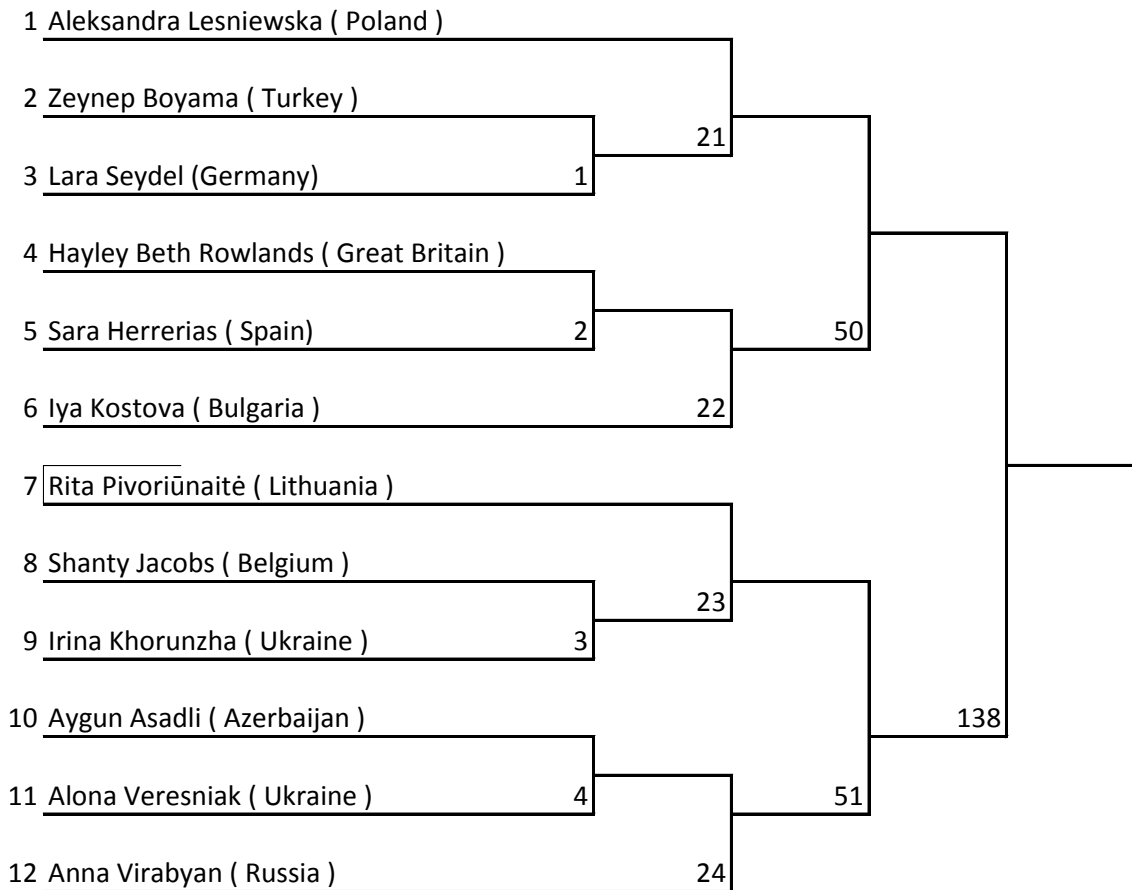 1 Aleksandra Lesniewska ( Poland )
2 Zeynep Boyama ( Turkey )
21
3 Lara Seydel (Germany) 1
4 Hayley Beth Rowlands ( Great Britain )
5 Sara Herrerias ( Spain) 2 50
6 Iya Kostova ( Bulgaria ) 22
7 Rita Pivoriūnaitė ( Lithuania )
8 Shanty Jacobs ( Belgium )
23
9 Irina Khorunzha ( Ukraine ) 3
10 Aygun Asadli ( Azerbaijan ) 138
11 Alona Veresniak ( Ukraine ) 4 51
12 Anna Virabyan ( Russia ) 24